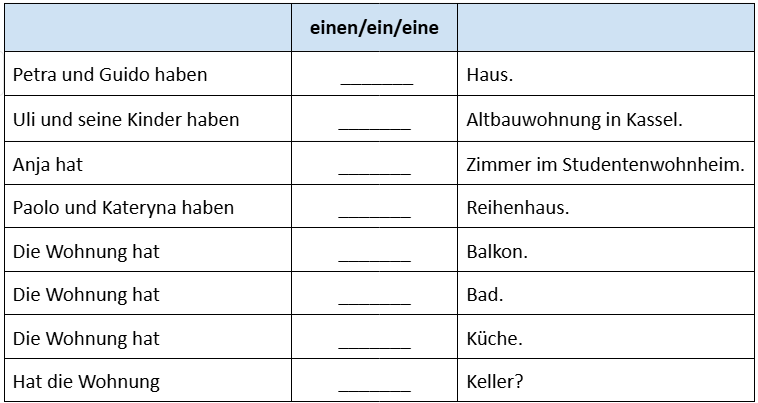 einen/ein/eine
Petra und Guido haben _______ Haus.
Uli und seine Kinder haben _______ Altbauwohnung in Kassel.
Anja hat _______ Zimmer im Studentenwohnheim.
Paolo und Kateryna haben _______ Reihenhaus.
Die Wohnung hat _______ Balkon.
Die Wohnung hat _______ Bad.
Die Wohnung hat _______ Küche.
Hat die Wohnung _______ Keller?